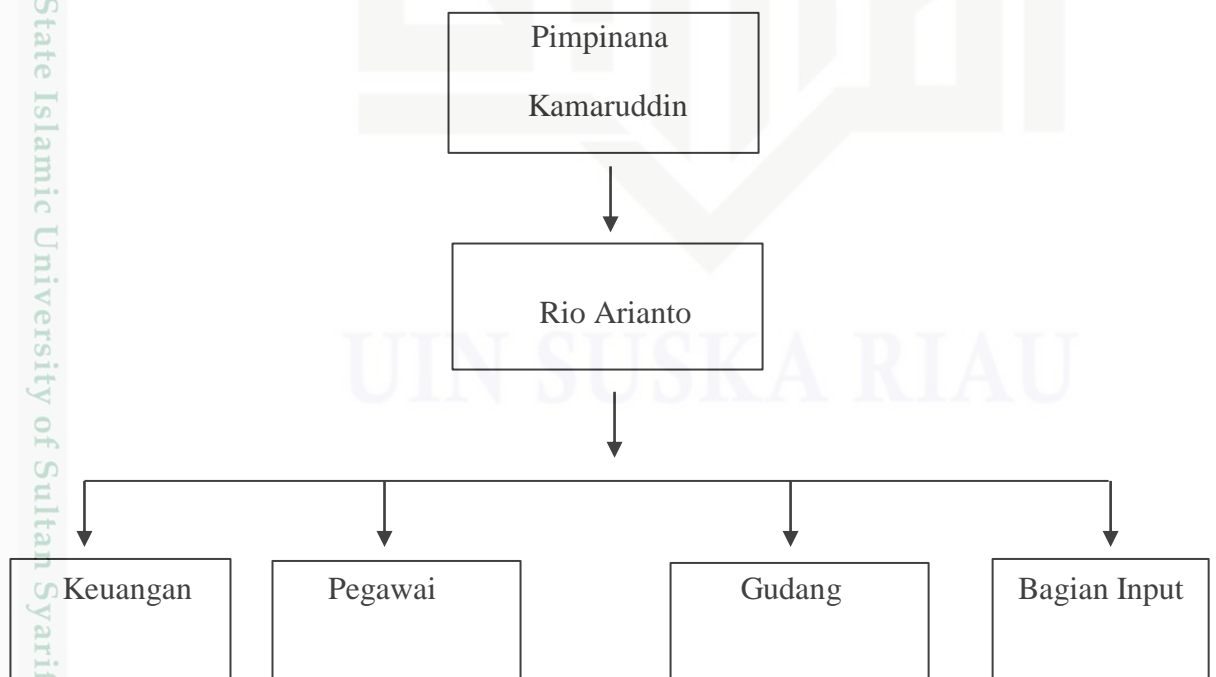 Pimpinana
Kamaruddin
Rio Arianto
UIN SUSKA RIAU
Keuangan
Pegawai
Gudang
Bagian Input
State Islamic University of Sultan Syarif